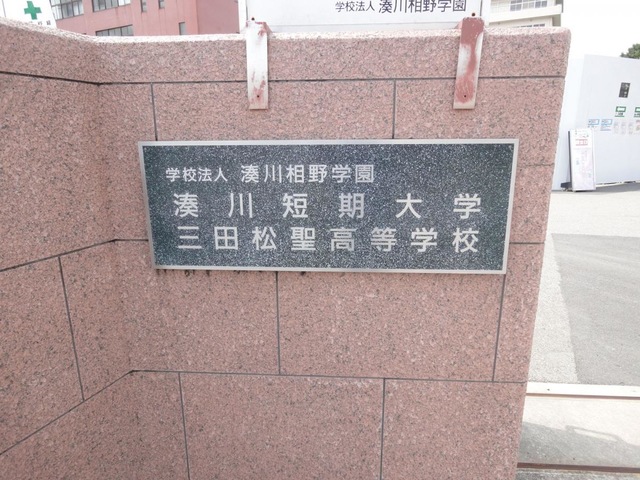 学校法人 湊川相野学園
学校法人 湊川相野学園
湊川短期大学
三田松聖高等学校